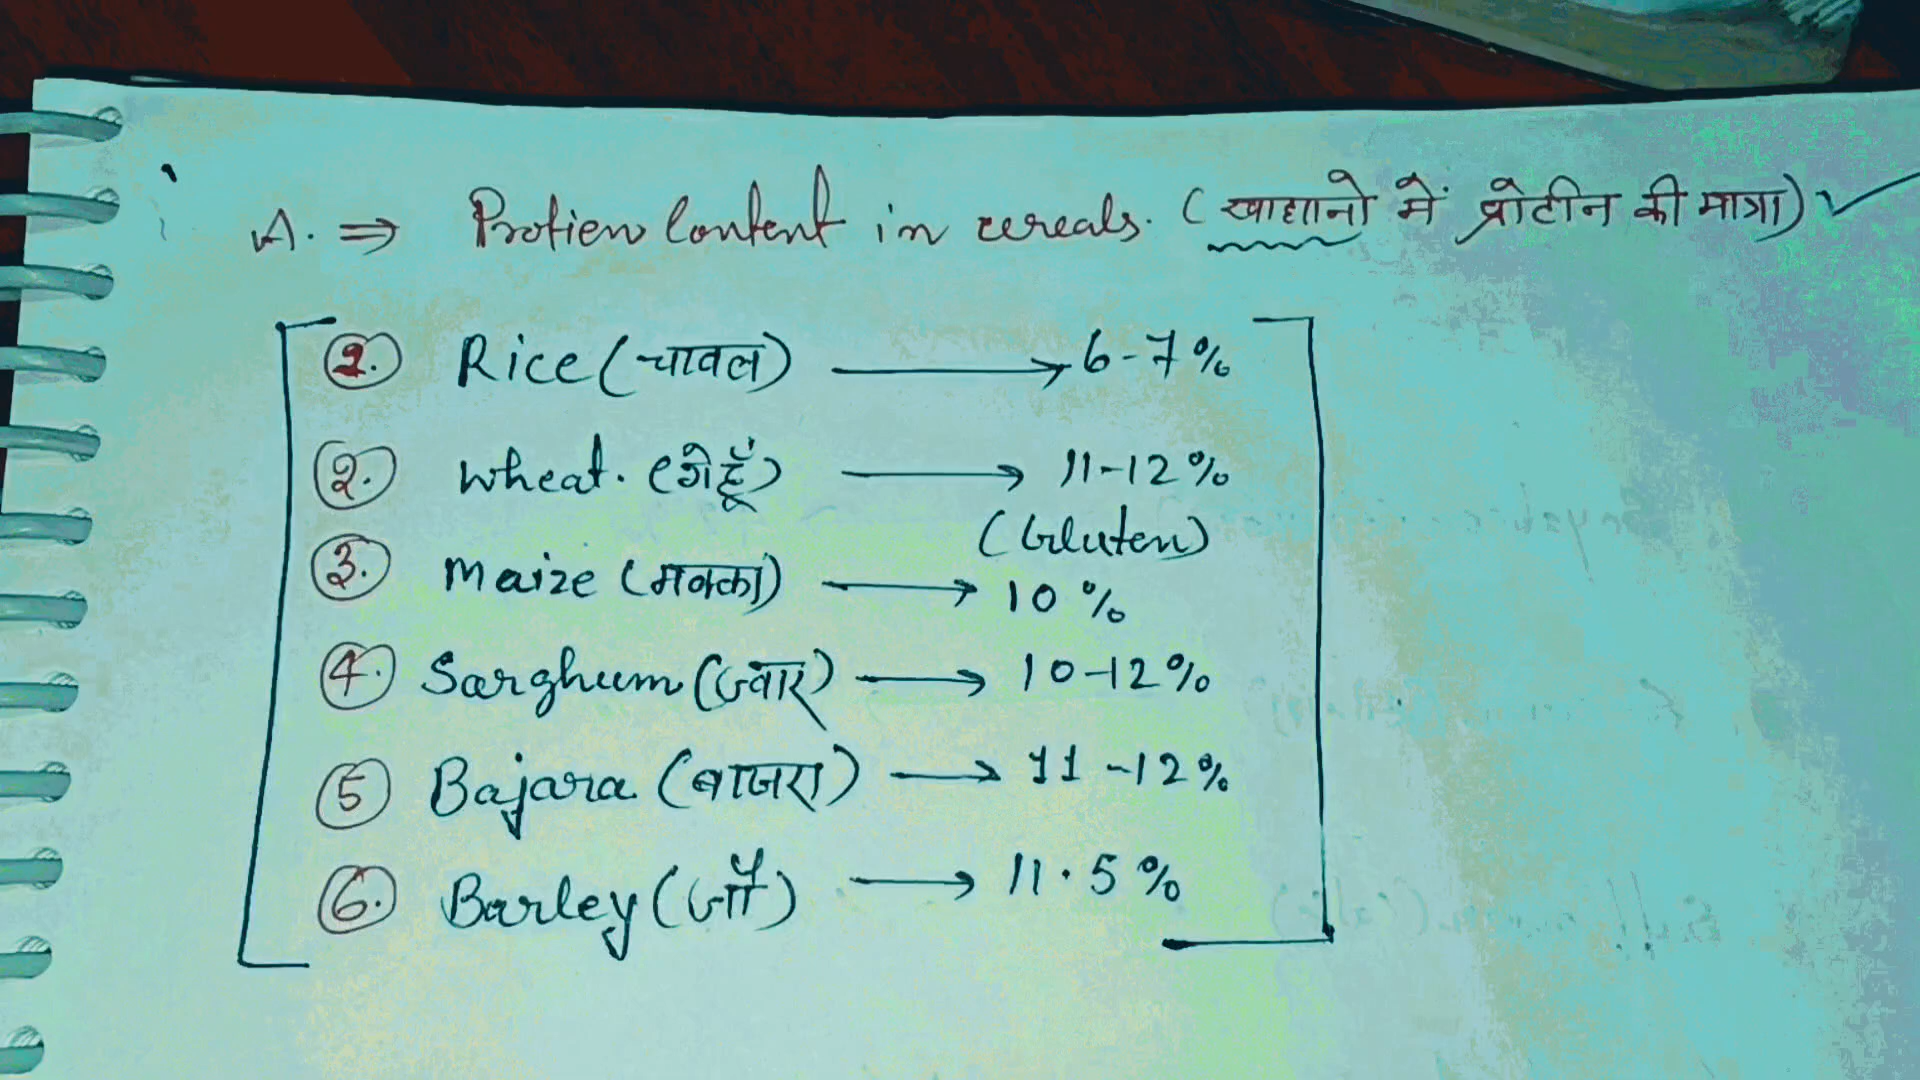 A. ⇒ Protien Content in cereals. (खाद्यानो में प्रोटीन की मात्रा) ✓
1. Rice (चावल) → 6-7%
2. Wheat. (गेहूँ) → 11-12%
(Gluten)
3. Maize (मक्का) → 10%
4. Sarghum (ज्वार) → 10-12%
5 Bajara (बाजरा) → 11-12%
6. Barley (जौ) → 11.5%